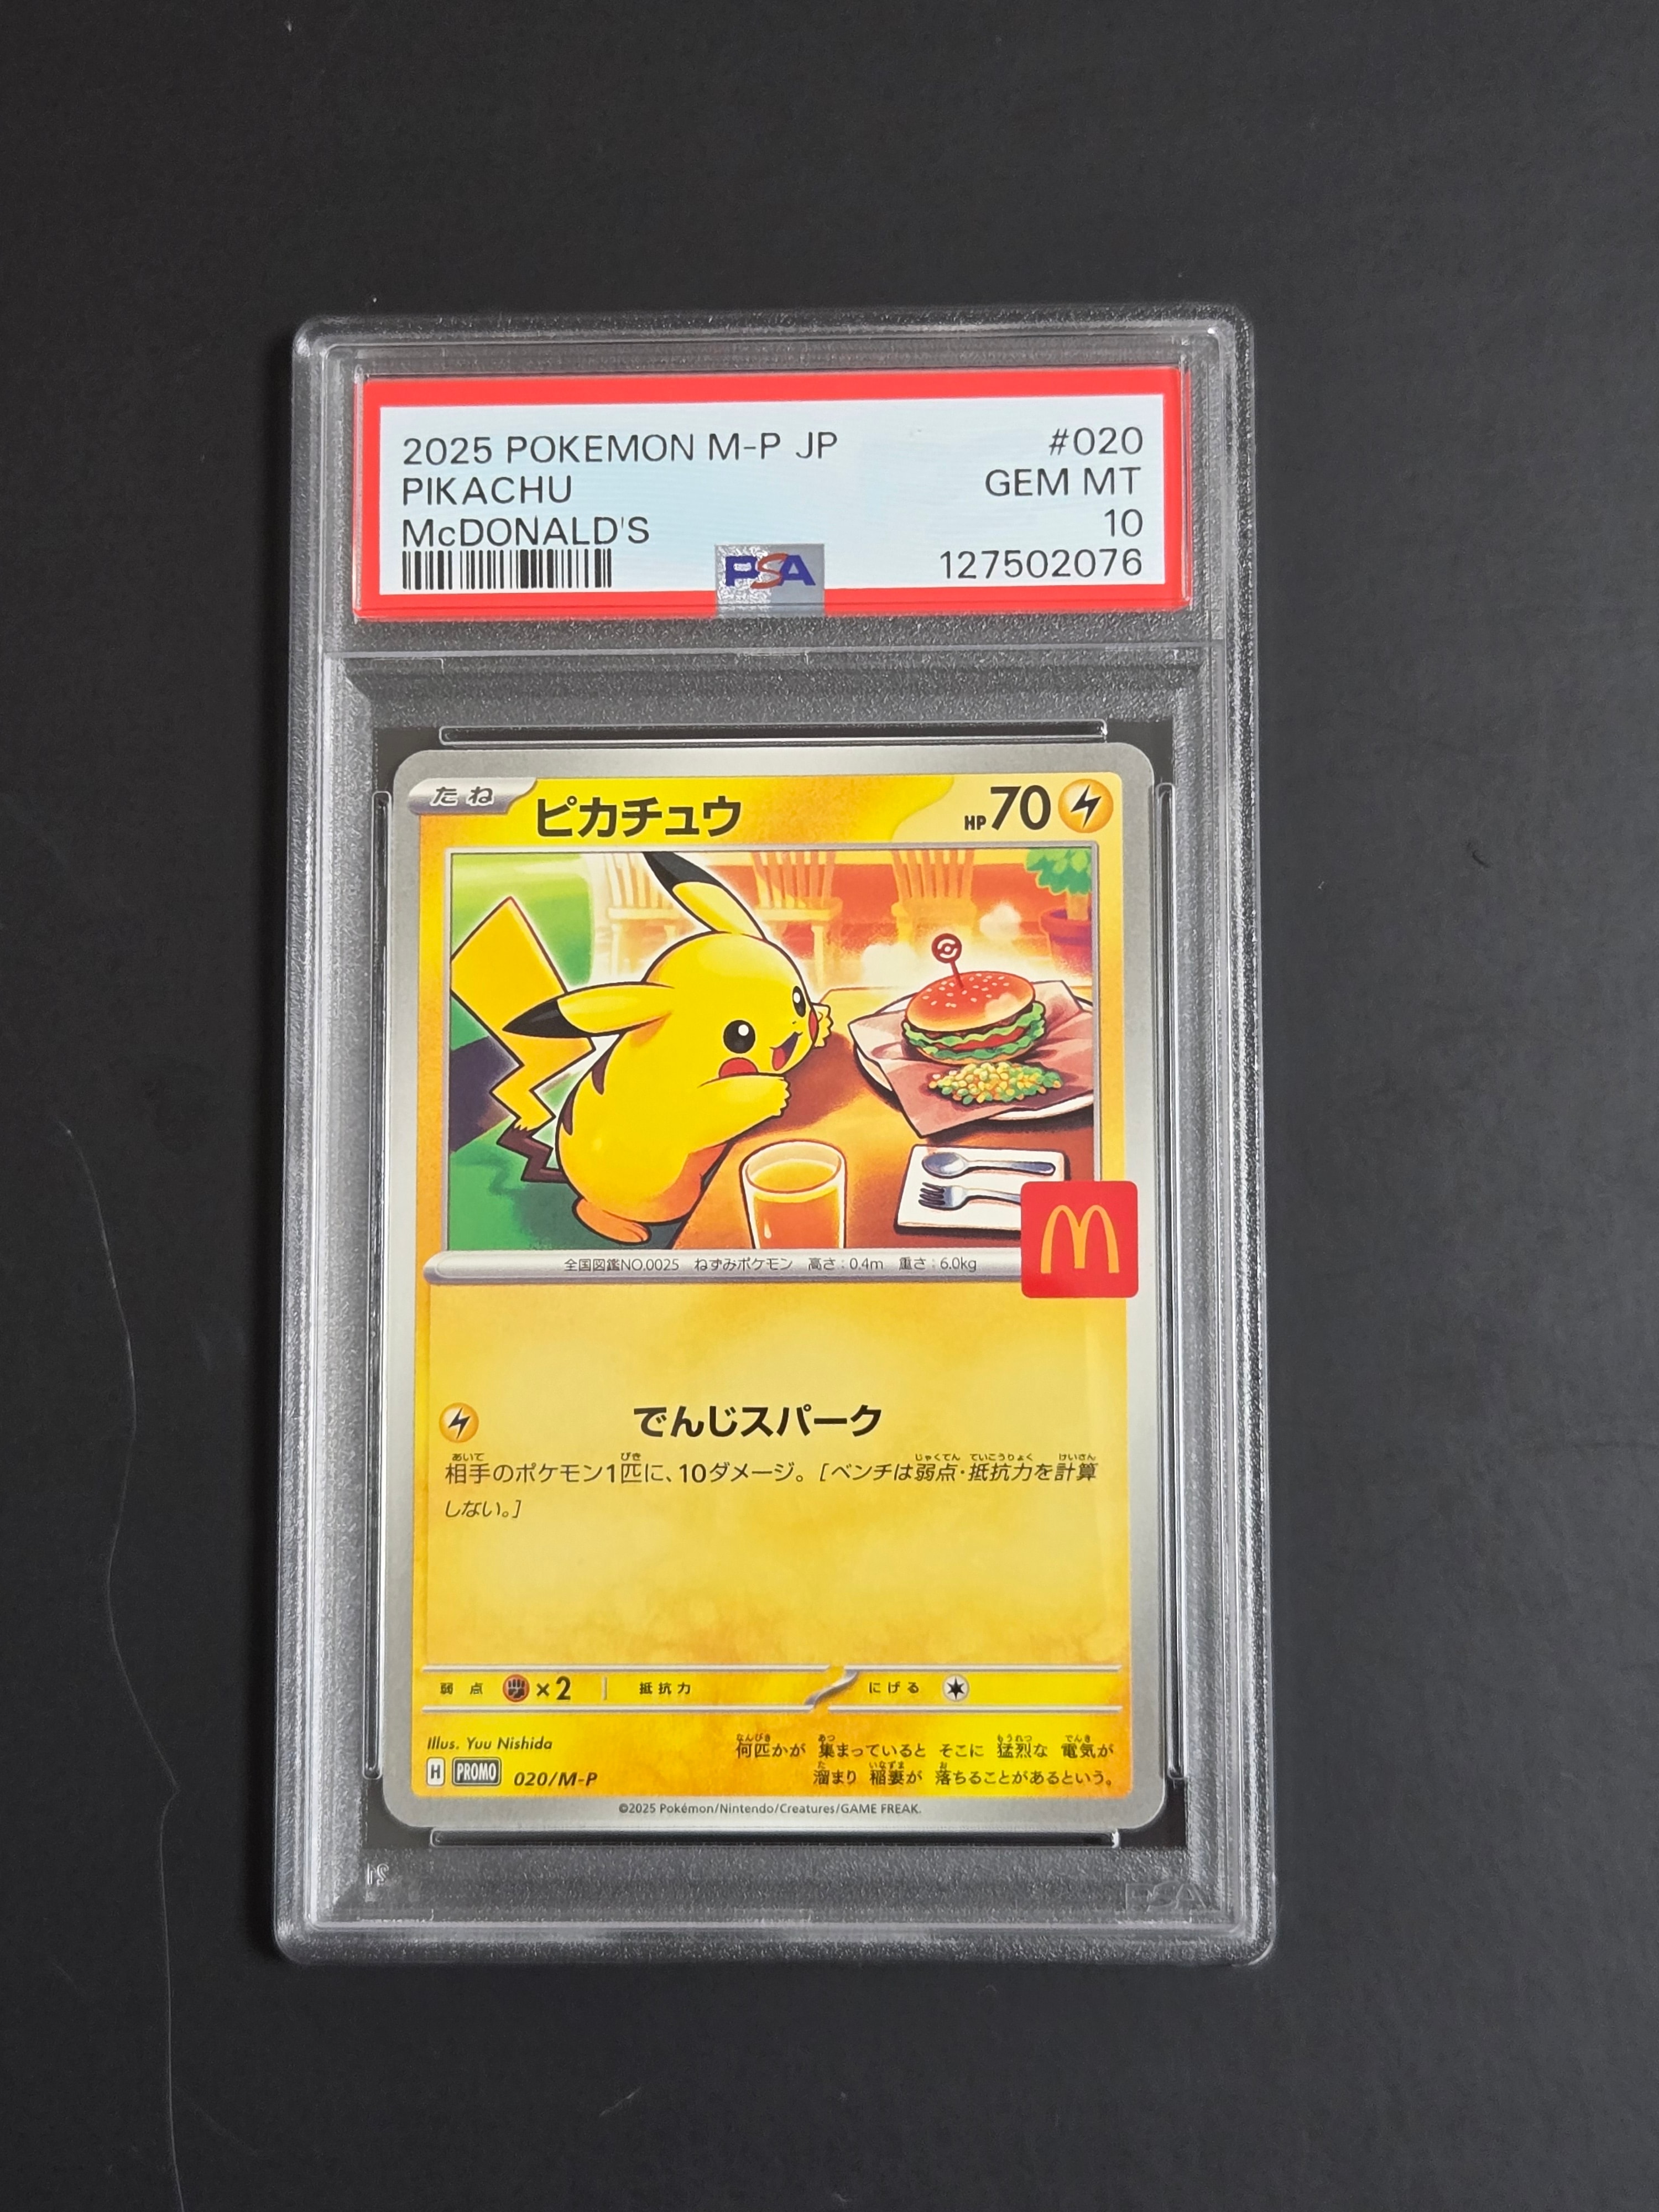 2025 POKEMON M-P JP #020
PIKACHU GEM MT
McDONALD'S 10
127502076
PSA
たね ピカチュウ HP70
全国図鑑NO.0025 ねずみポケモン 高さ:0.4m 重さ:6.0kg
M
でんじスパーク
相手のポケモン1匹に、10ダメージ。[ベンチは弱点・抵抗力を計算
しない。]
弱点 ×2 抵抗力 にげる
Illus. Yuu Nishida
H PROMO 020/M-P
何匹かが 集まっていると そこに 猛烈な 電気が
溜まり 稲妻が 落ちることがあるという。
©2025 Pokémon/Nintendo/Creatures/GAME FREAK.
PSA